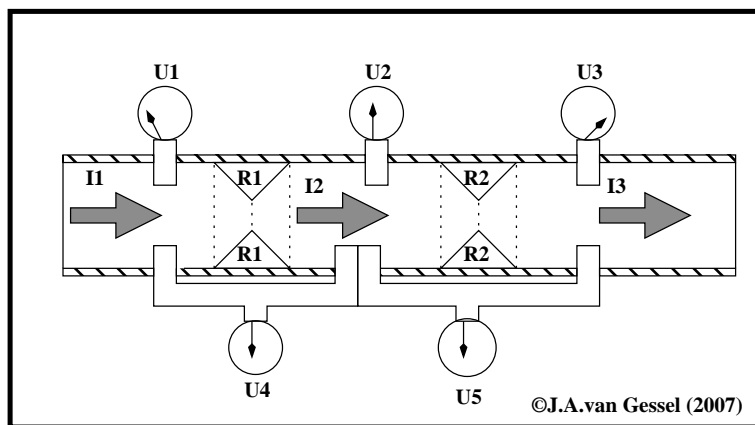 U1 U2 U3
I1 R1 I2 R2 I3
R1 R2
U4 U5
©J.A.van Gessel (2007)